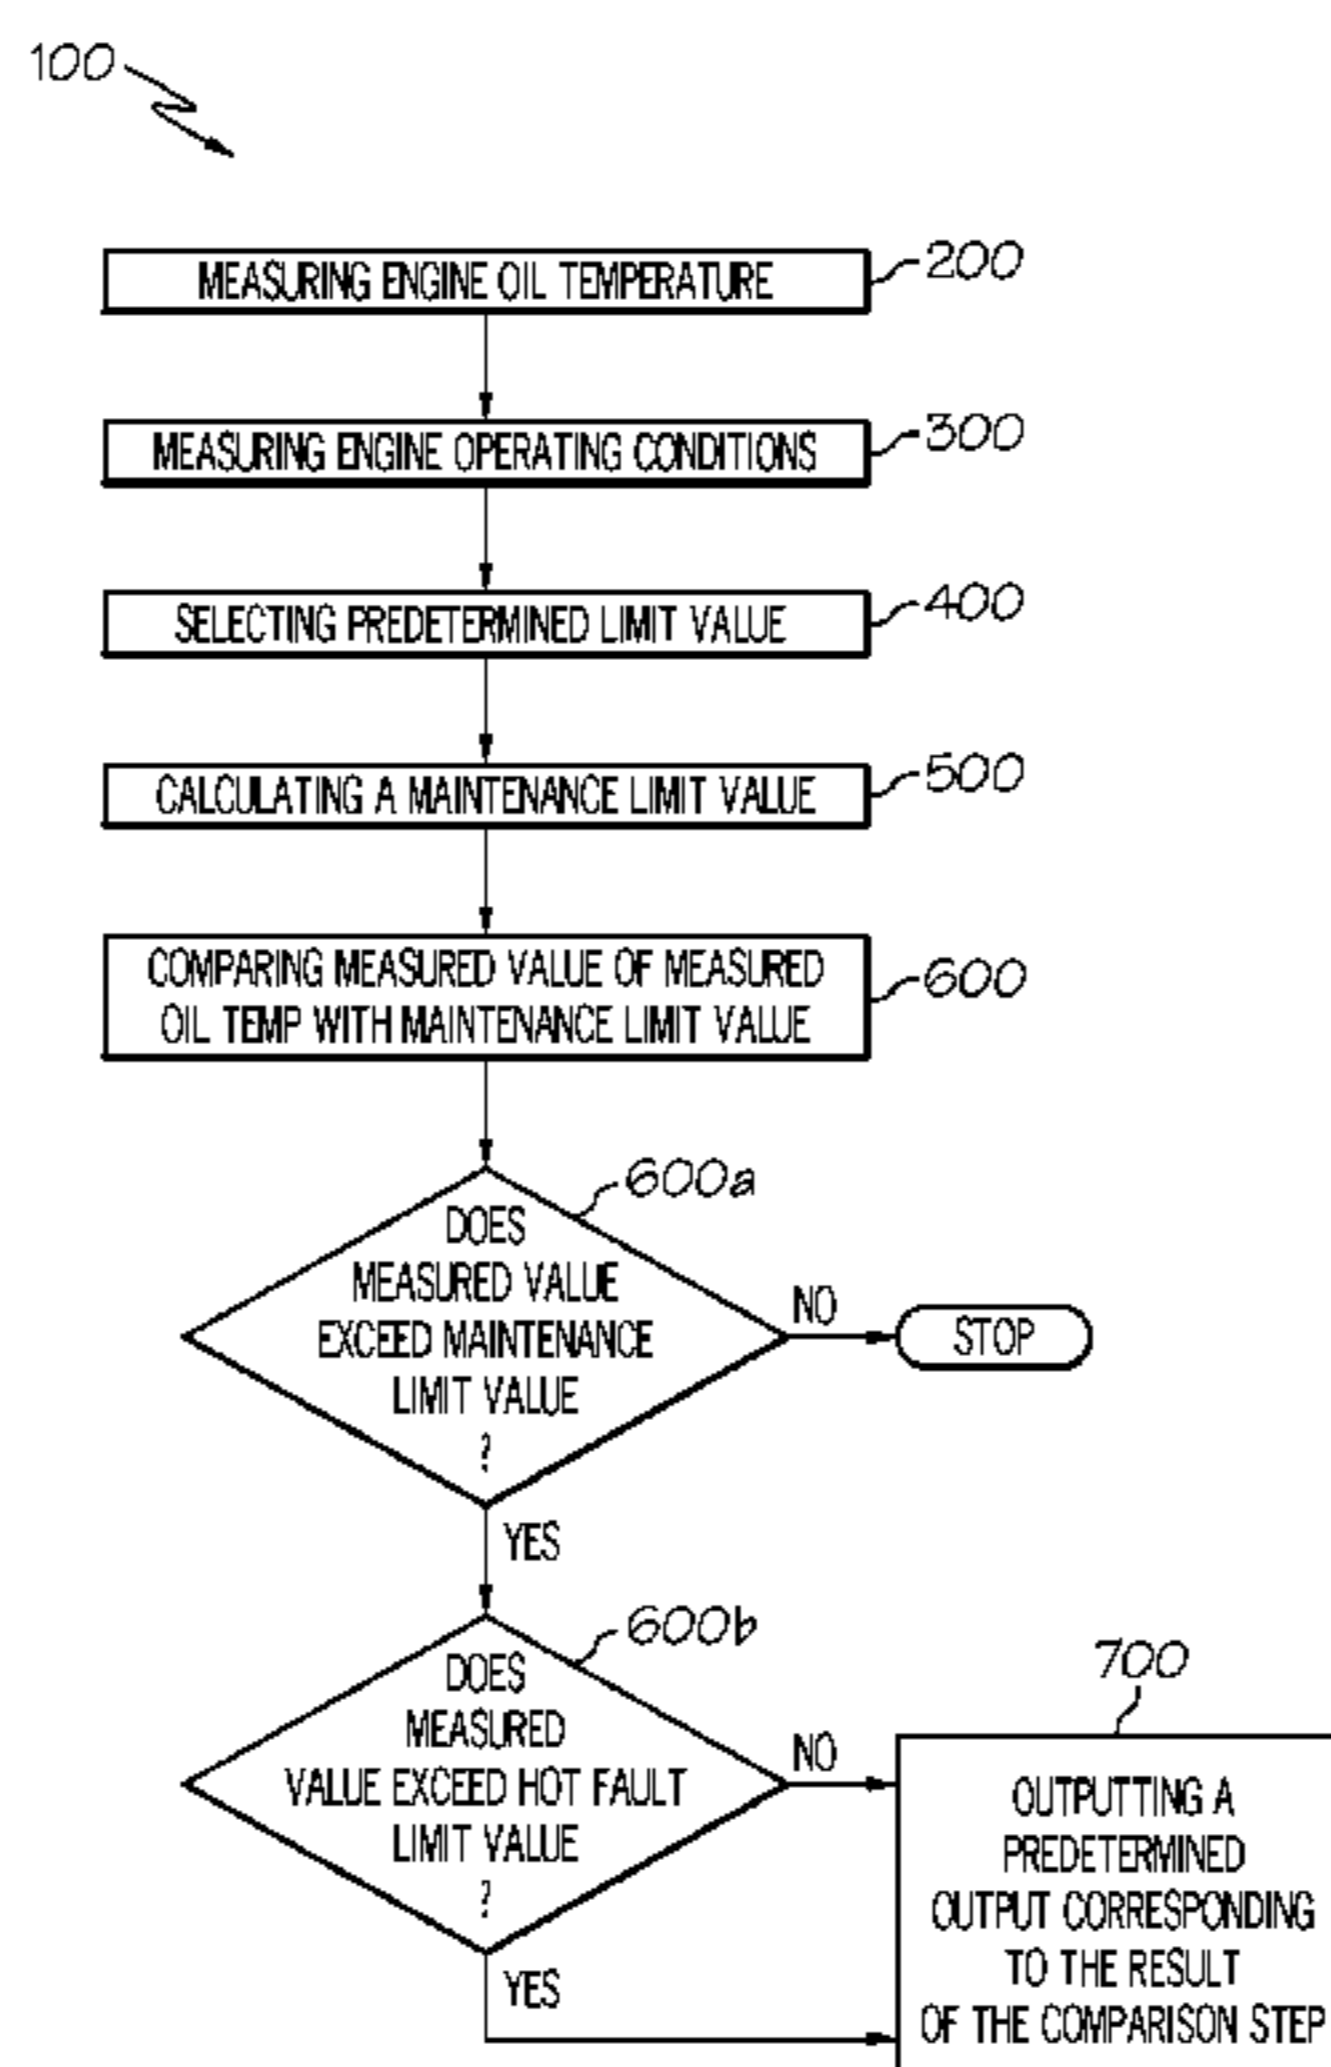 100
MEASURING ENGINE OIL TEMPERATURE
200
MEASURING ENGINE OPERATING CONDITIONS
300
SELECTING PREDETERMINED LIMIT VALUE
400
CALCULATING A MAINTENANCE LIMIT VALUE
500
COMPARING MEASURED VALUE OF MEASURED
OIL TEMP WITH MAINTENANCE LIMIT VALUE
600
600a
DOES
MEASURED VALUE
EXCEED MAINTENANCE
LIMIT VALUE
?
NO
STOP
YES
600b
DOES
MEASURED
VALUE EXCEED HOT FAULT
LIMIT VALUE
?
NO
YES
700
OUTPUTTING A
PREDETERMINED
OUTPUT CORRESPONDING
TO THE RESULT
OF THE COMPARISON STEP